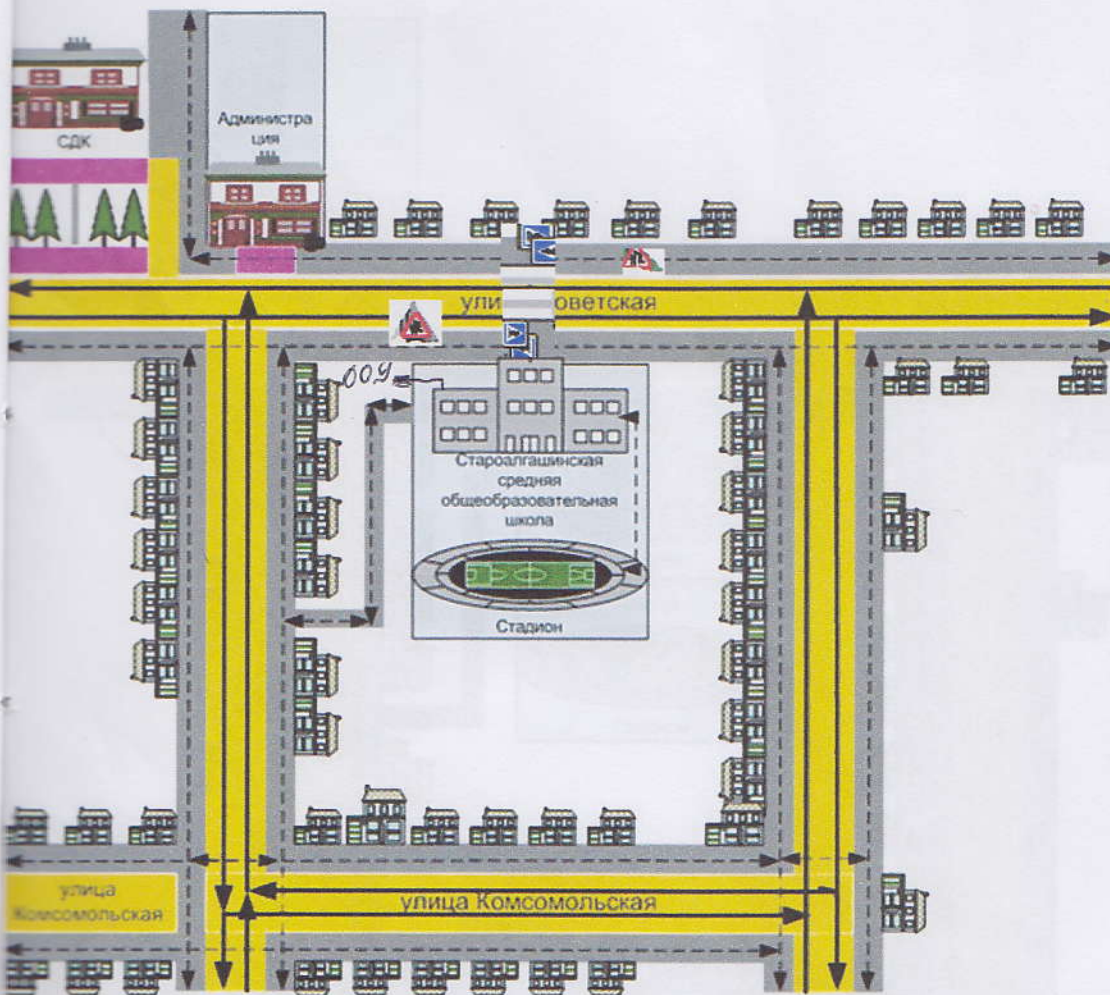 Администра
ция
СДК
ули оветская
ООУ
Староалгашинская
средняя
общеобразовательная
школа
Стадион
улица
Комсомольская
улица Комсомольская